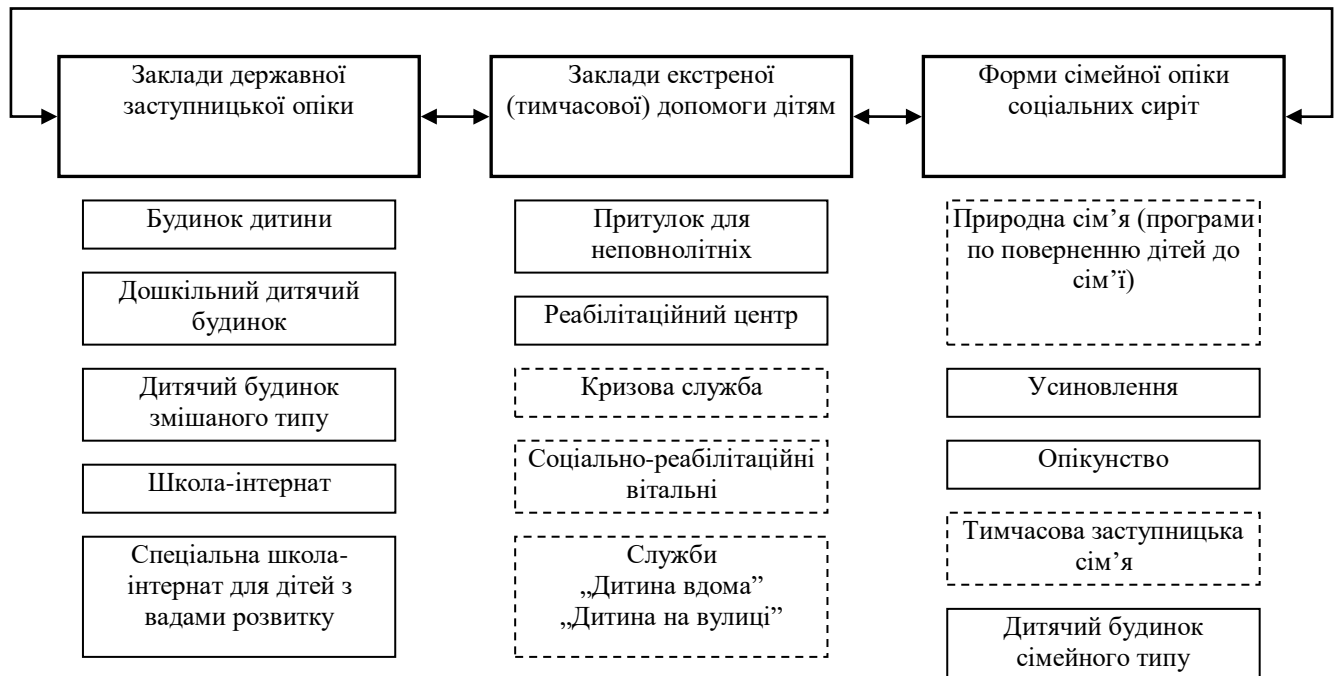 Заклади державної
заступницької опіки
Заклади екстреної
(тимчасової) допомоги дітям
Форми сімейної опіки
соціальних сиріт
Будинок дитини
Дошкільний дитячий
будинок
Дитячий будинок
змішаного типу
Школа-інтернат
Спеціальна школа-
інтернат для дітей з
вадами розвитку
Притулок для
неповнолітніх
Реабілітаційний центр
Кризова служба
Соціально-реабілітаційні
вітальні
Служби
„Дитина вдома”
„Дитина на вулиці”
Природна сім’я (програми
по поверненню дітей до
сім’ї)
Усиновлення
Опікунство
Тимчасова заступницька
сім’я
Дитячий будинок
сімейного типу